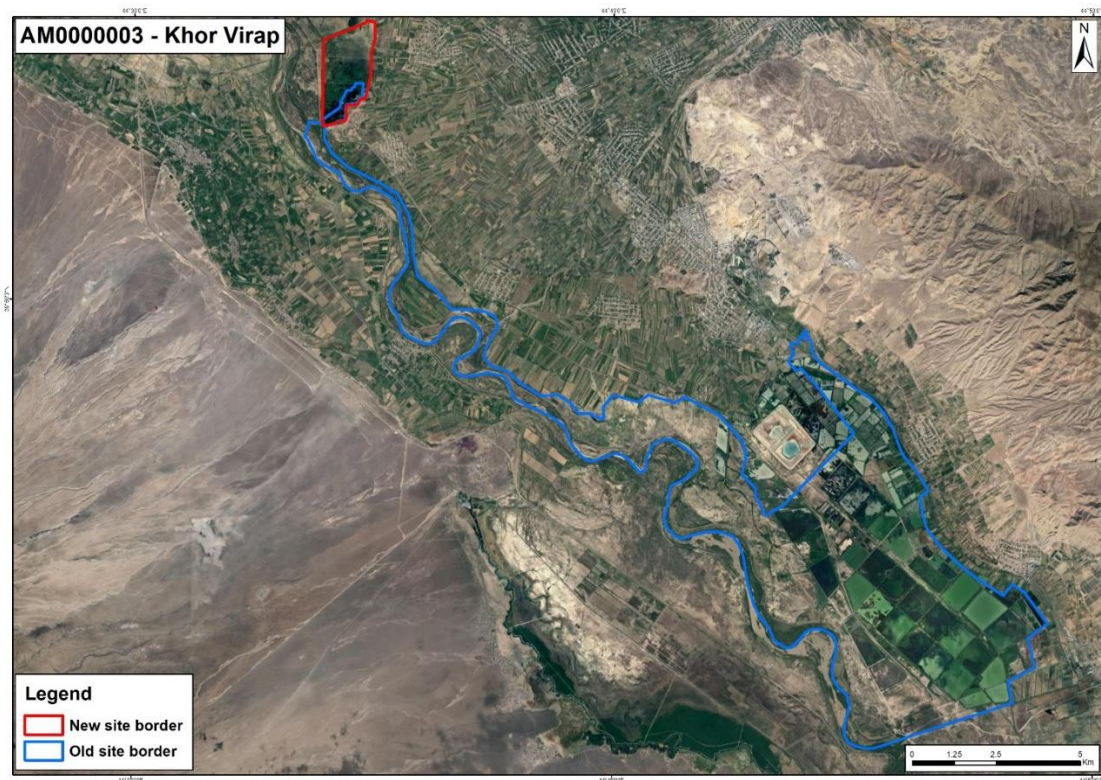 AM0000003 - Khor Virap
N
Legend
New site border
Old site border
0 1.25 2.5 5
Km